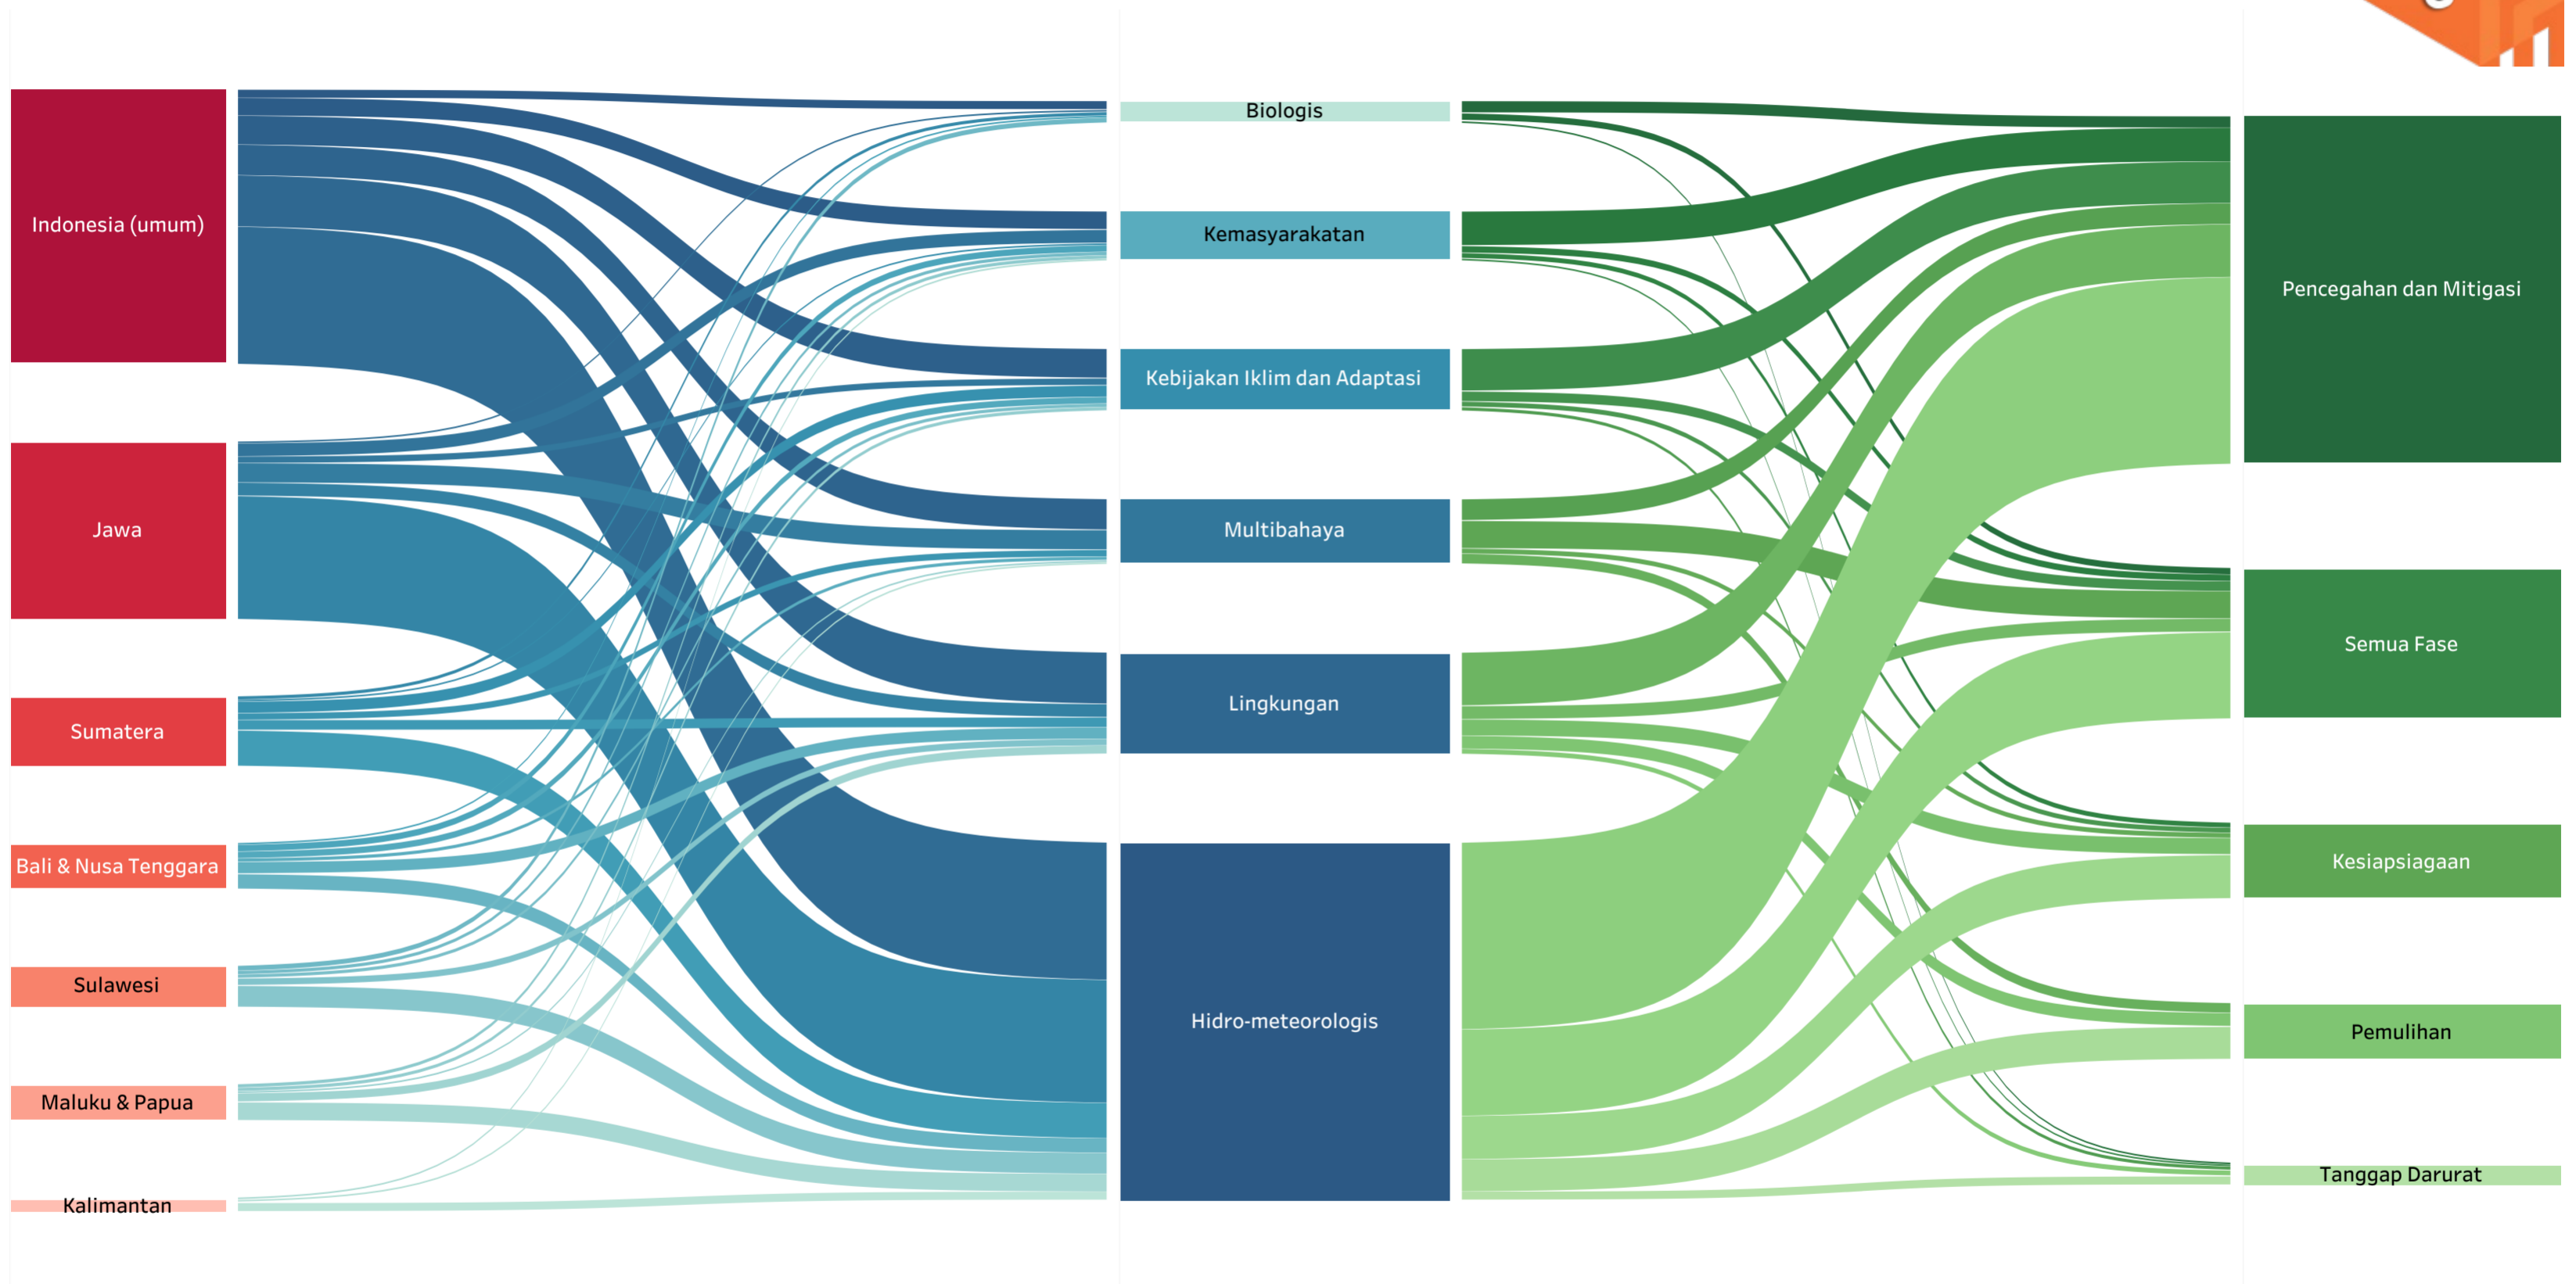 Indonesia (umum)
Jawa
Sumatera
Bali & Nusa Tenggara
Sulawesi
Maluku & Papua
Kalimantan
Biologis
Kemasyarakatan
Kebijakan Iklim dan Adaptasi
Multibahaya
Lingkungan
Hidro-meteorologis
Pencegahan dan Mitigasi
Semua Fase
Kesiapsiagaan
Pemulihan
Tanggap Darurat